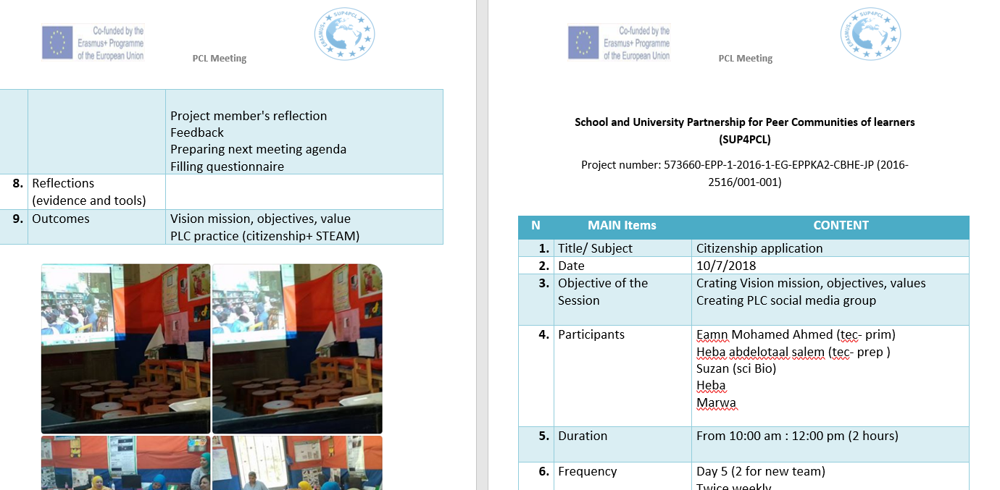 Co-funded by the
Erasmus+ Programme
of the European Union
SUP4PCL
ERASMUS+
PCL Meeting
Project member's reflection
Feedback
Preparing next meeting agenda
Filling questionnaire
8. Reflections
(evidence and tools)
9. Outcomes Vision mission, objectives, value
PLC practice (citizenship+ STEAM)
Co-funded by the
Erasmus+ Programme
of the European Union
SUP4PCL
ERASMUS+
PCL Meeting
School and University Partnership for Peer Communities of learners
(SUP4PCL)
Project number: 573660-EPP-1-2016-1-EG-EPPKA2-CBHE-JP (2016-
2516/001-001)
N MAIN Items CONTENT
1. Title/ Subject Citizenship application
2. Date 10/7/2018
3. Objective of the Crating Vision mission, objectives, values
Session Creating PLC social media group
4. Participants Eamn Mohamed Ahmed (tec- prim)
Heba abdelotaal salem (tec- prep )
Suzan (sci Bio)
Heba
Marwa
5. Duration From 10:00 am : 12:00 pm (2 hours)
6. Frequency Day 5 (2 for new team)
Twice weekly